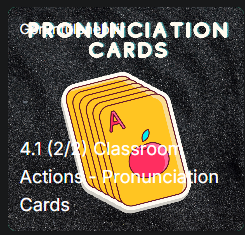 PRONUNCIATION
CARDS
A
4.1 (2/2) Classroom
Actions - Pronunciation
Cards